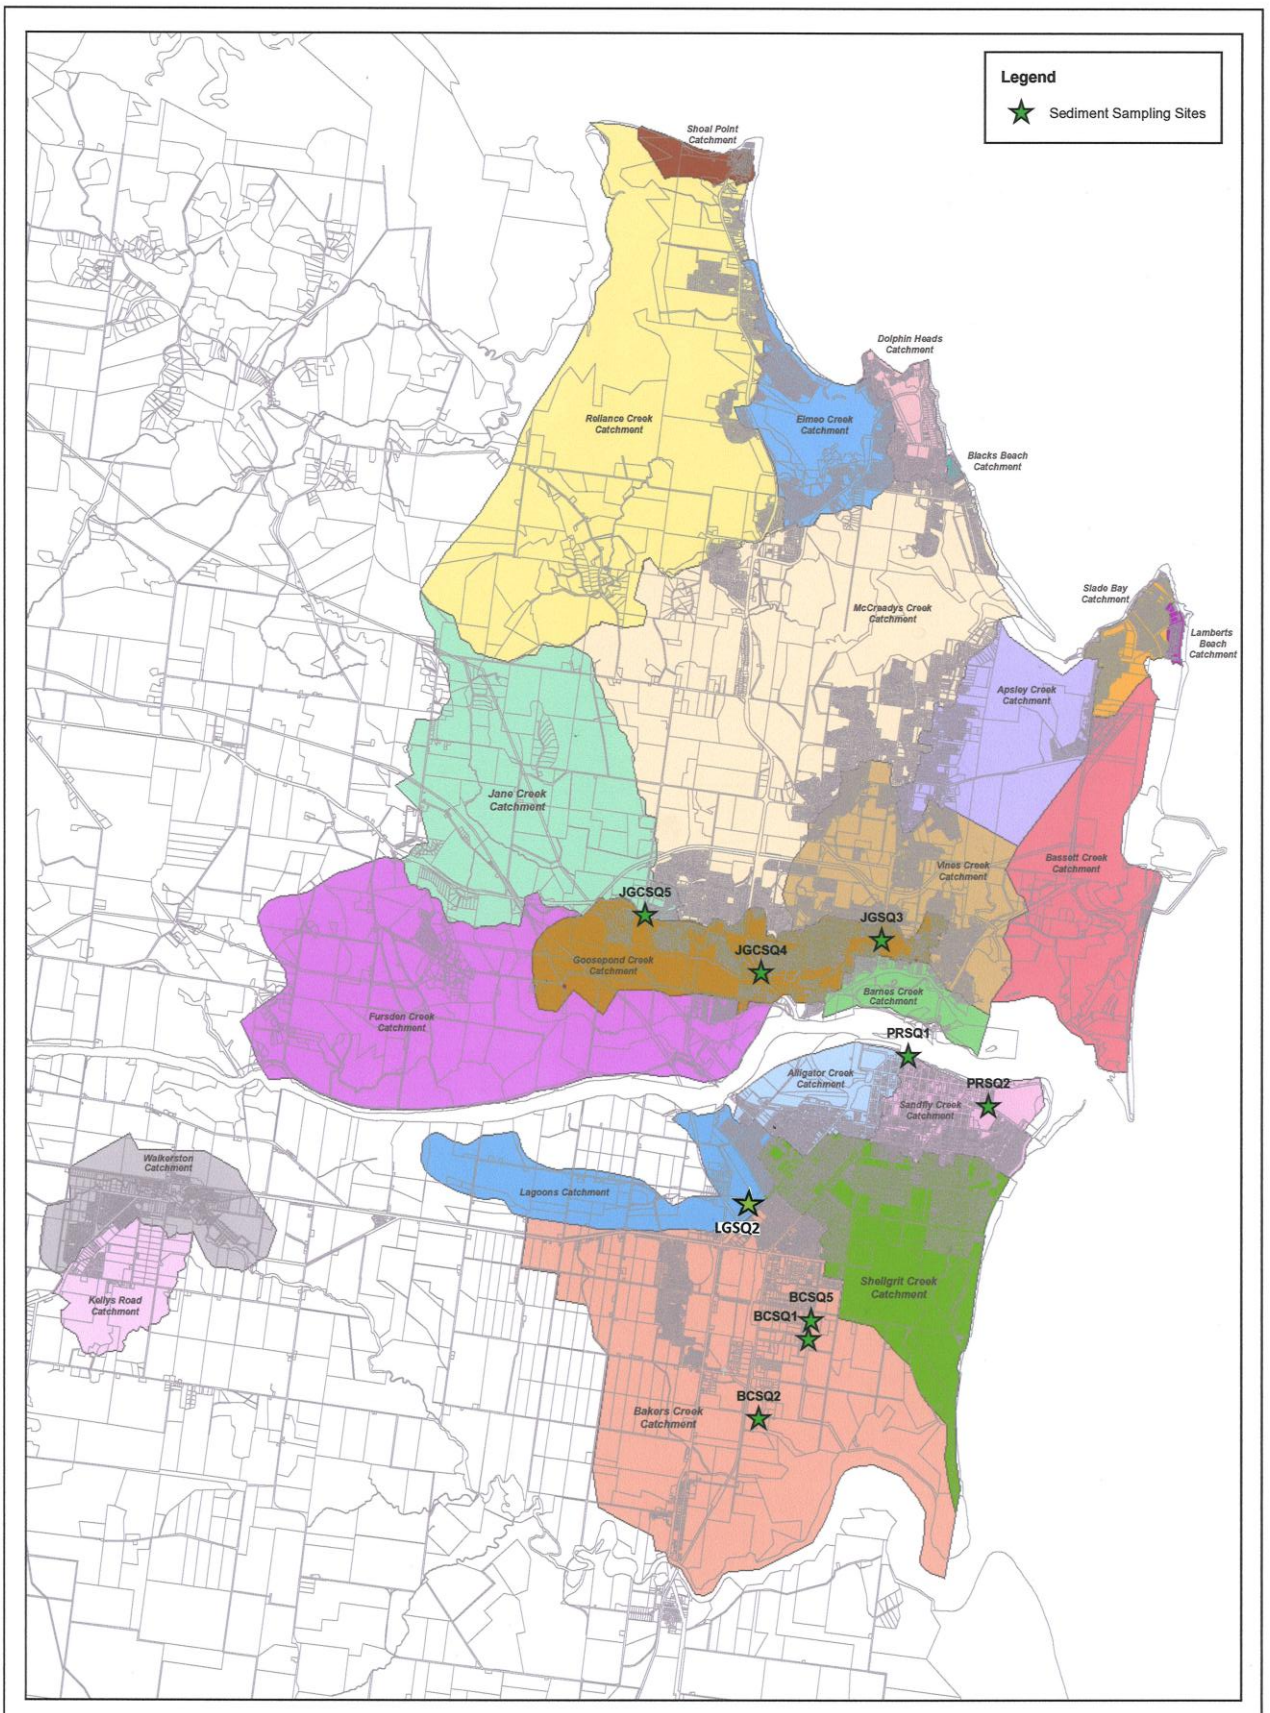 Legend
Sediment Sampling Sites
Shoal Point
Catchment
Dolphin Heads
Catchment
Reliance Creek
Catchment
Eimeo Creek
Catchment
Blacks Beach
Catchment
Slade Bay
Catchment
McCreadys Creek
Catchment
Lamberts
Beach
Catchment
Apsley Creek
Catchment
Jane Creek
Catchment
Vines Creek
Catchment
Bassett Creek
Catchment
JGCSQ5
JGSQ3
JGCSQ4
Goosepond Creek
Catchment
Barnes Creek
Catchment
Fursden Creek
Catchment
PRSQ1
Alligator Creek
Catchment
PRSQ2
Sandfly Creek
Catchment
Walkerston
Catchment
Lagoons Catchment
LGSQ2
Shellgrit Creek
Catchment
Kellys Road
Catchment
BCSQ5
BCSQ1
BCSQ2
Bakers Creek
Catchment